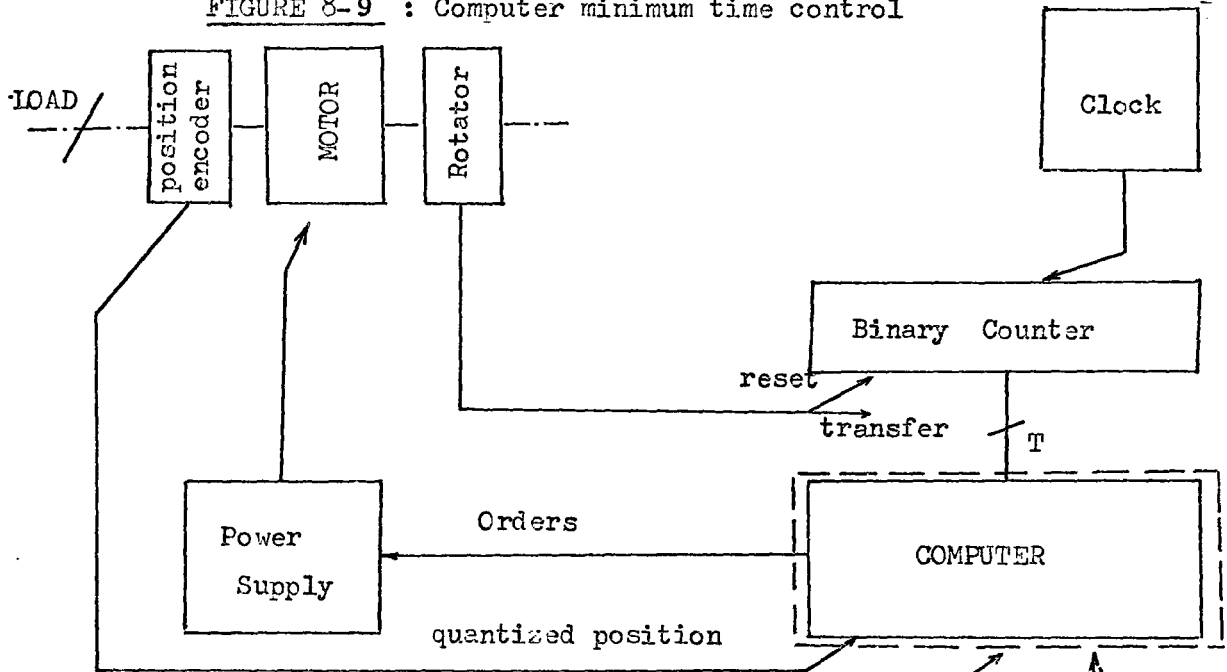 FIGURE 8-9 : Computer minimum time control
LOAD
position
encoder
MOTOR
Rotator
Clock
Binary Counter
reset
transfer
T
Power
Supply
Orders
COMPUTER
quantized position